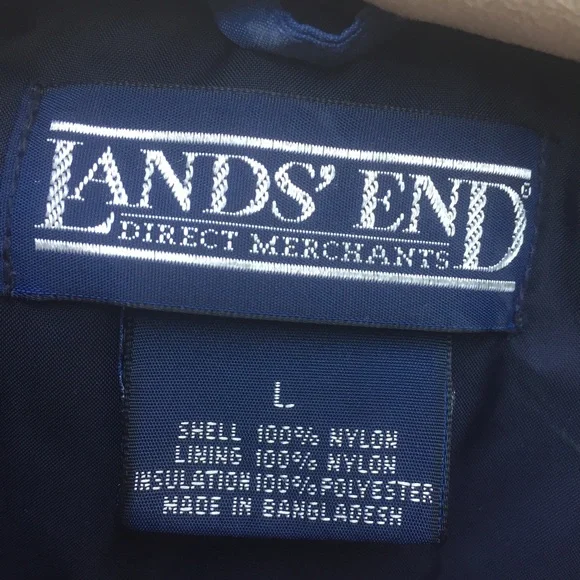 LANDS' END®
DIRECT MERCHANTS
L
SHELL 100% NYLON
LINING 100% NYLON
INSULATION 100% POLYESTER
MADE IN BANGLADESH